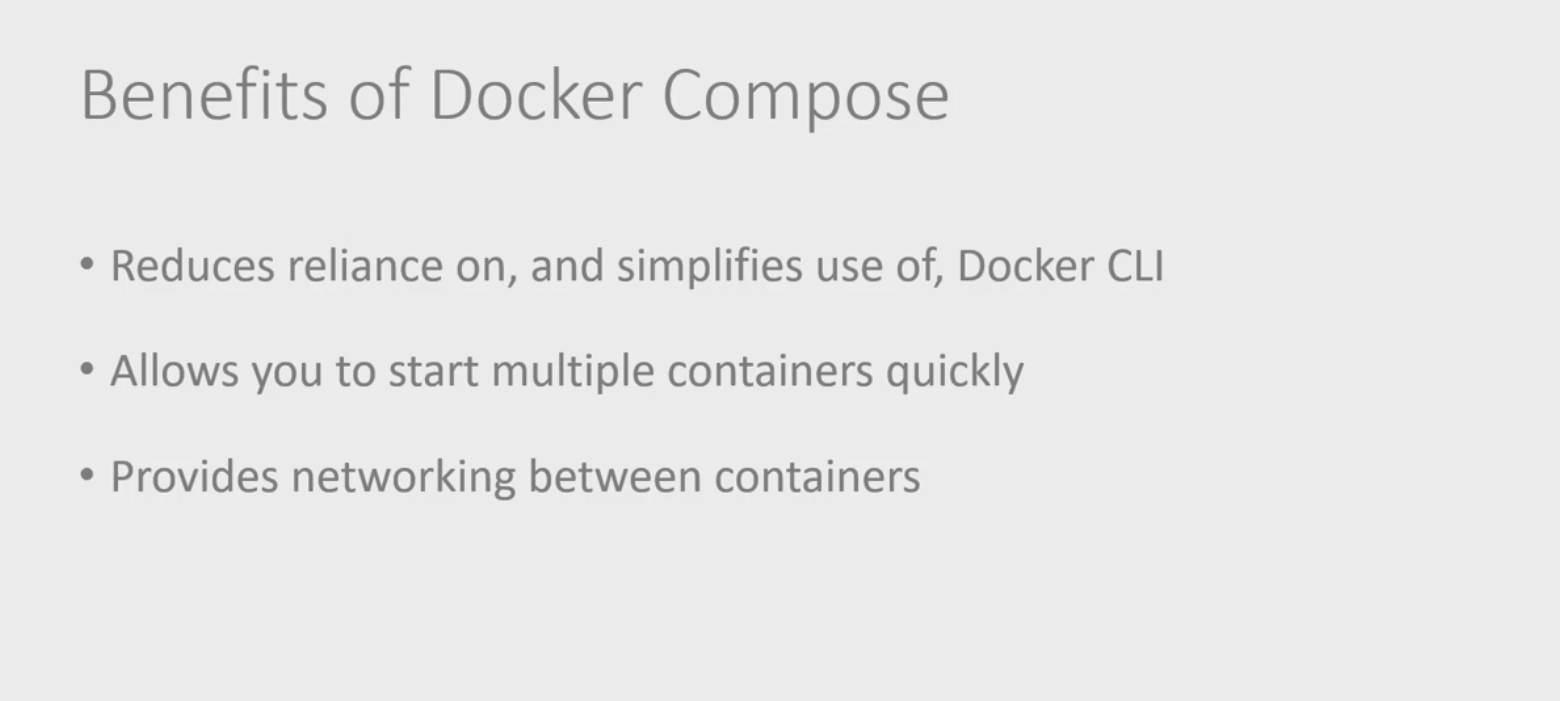 Benefits of Docker Compose
• Reduces reliance on, and simplifies use of, Docker CLI
• Allows you to start multiple containers quickly
• Provides networking between containers